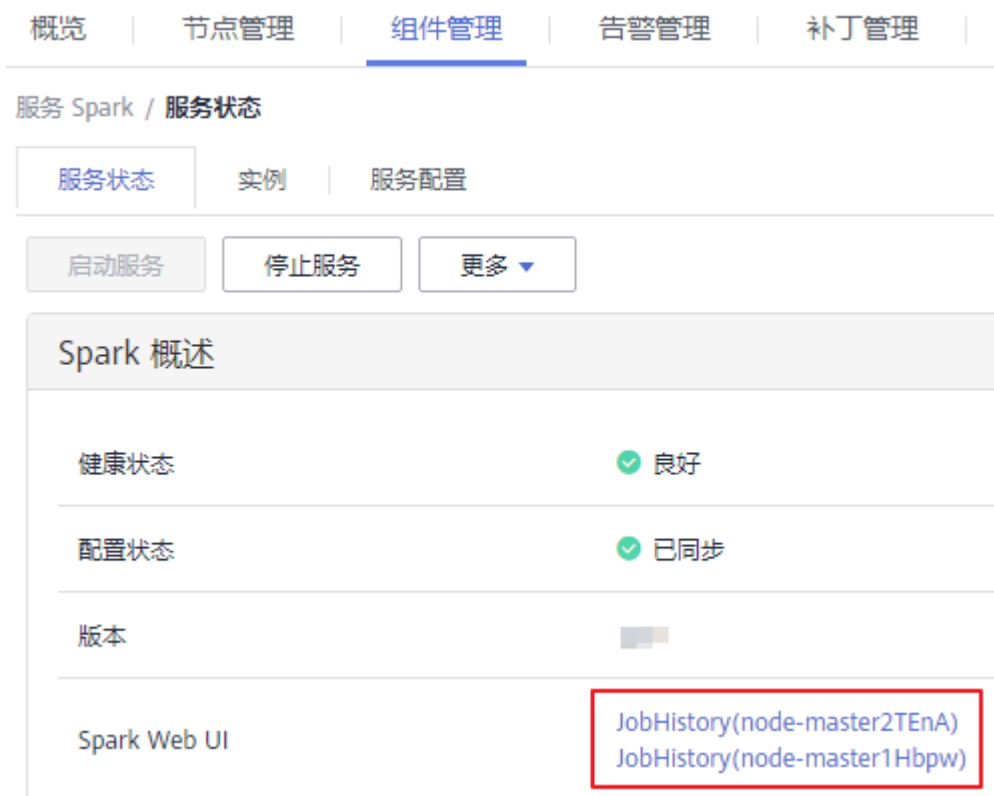 概览 节点管理 组件管理 告警管理 补丁管理
服务 Spark / 服务状态
服务状态 实例 服务配置
启动服务 停止服务 更多
Spark 概述
健康状态 良好
配置状态 已同步
版本
Spark Web UI JobHistory(node-master2TEnA)
JobHistory(node-master1Hbpw)